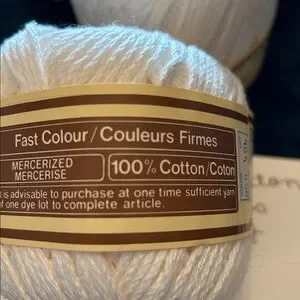 Fast Colour/Couleurs Firmes
MERCERIZED
MERCERISE
100% Cotton/Coton
t is advisable to purchase at one time sufficient yarn
of one dye lot to complete article.